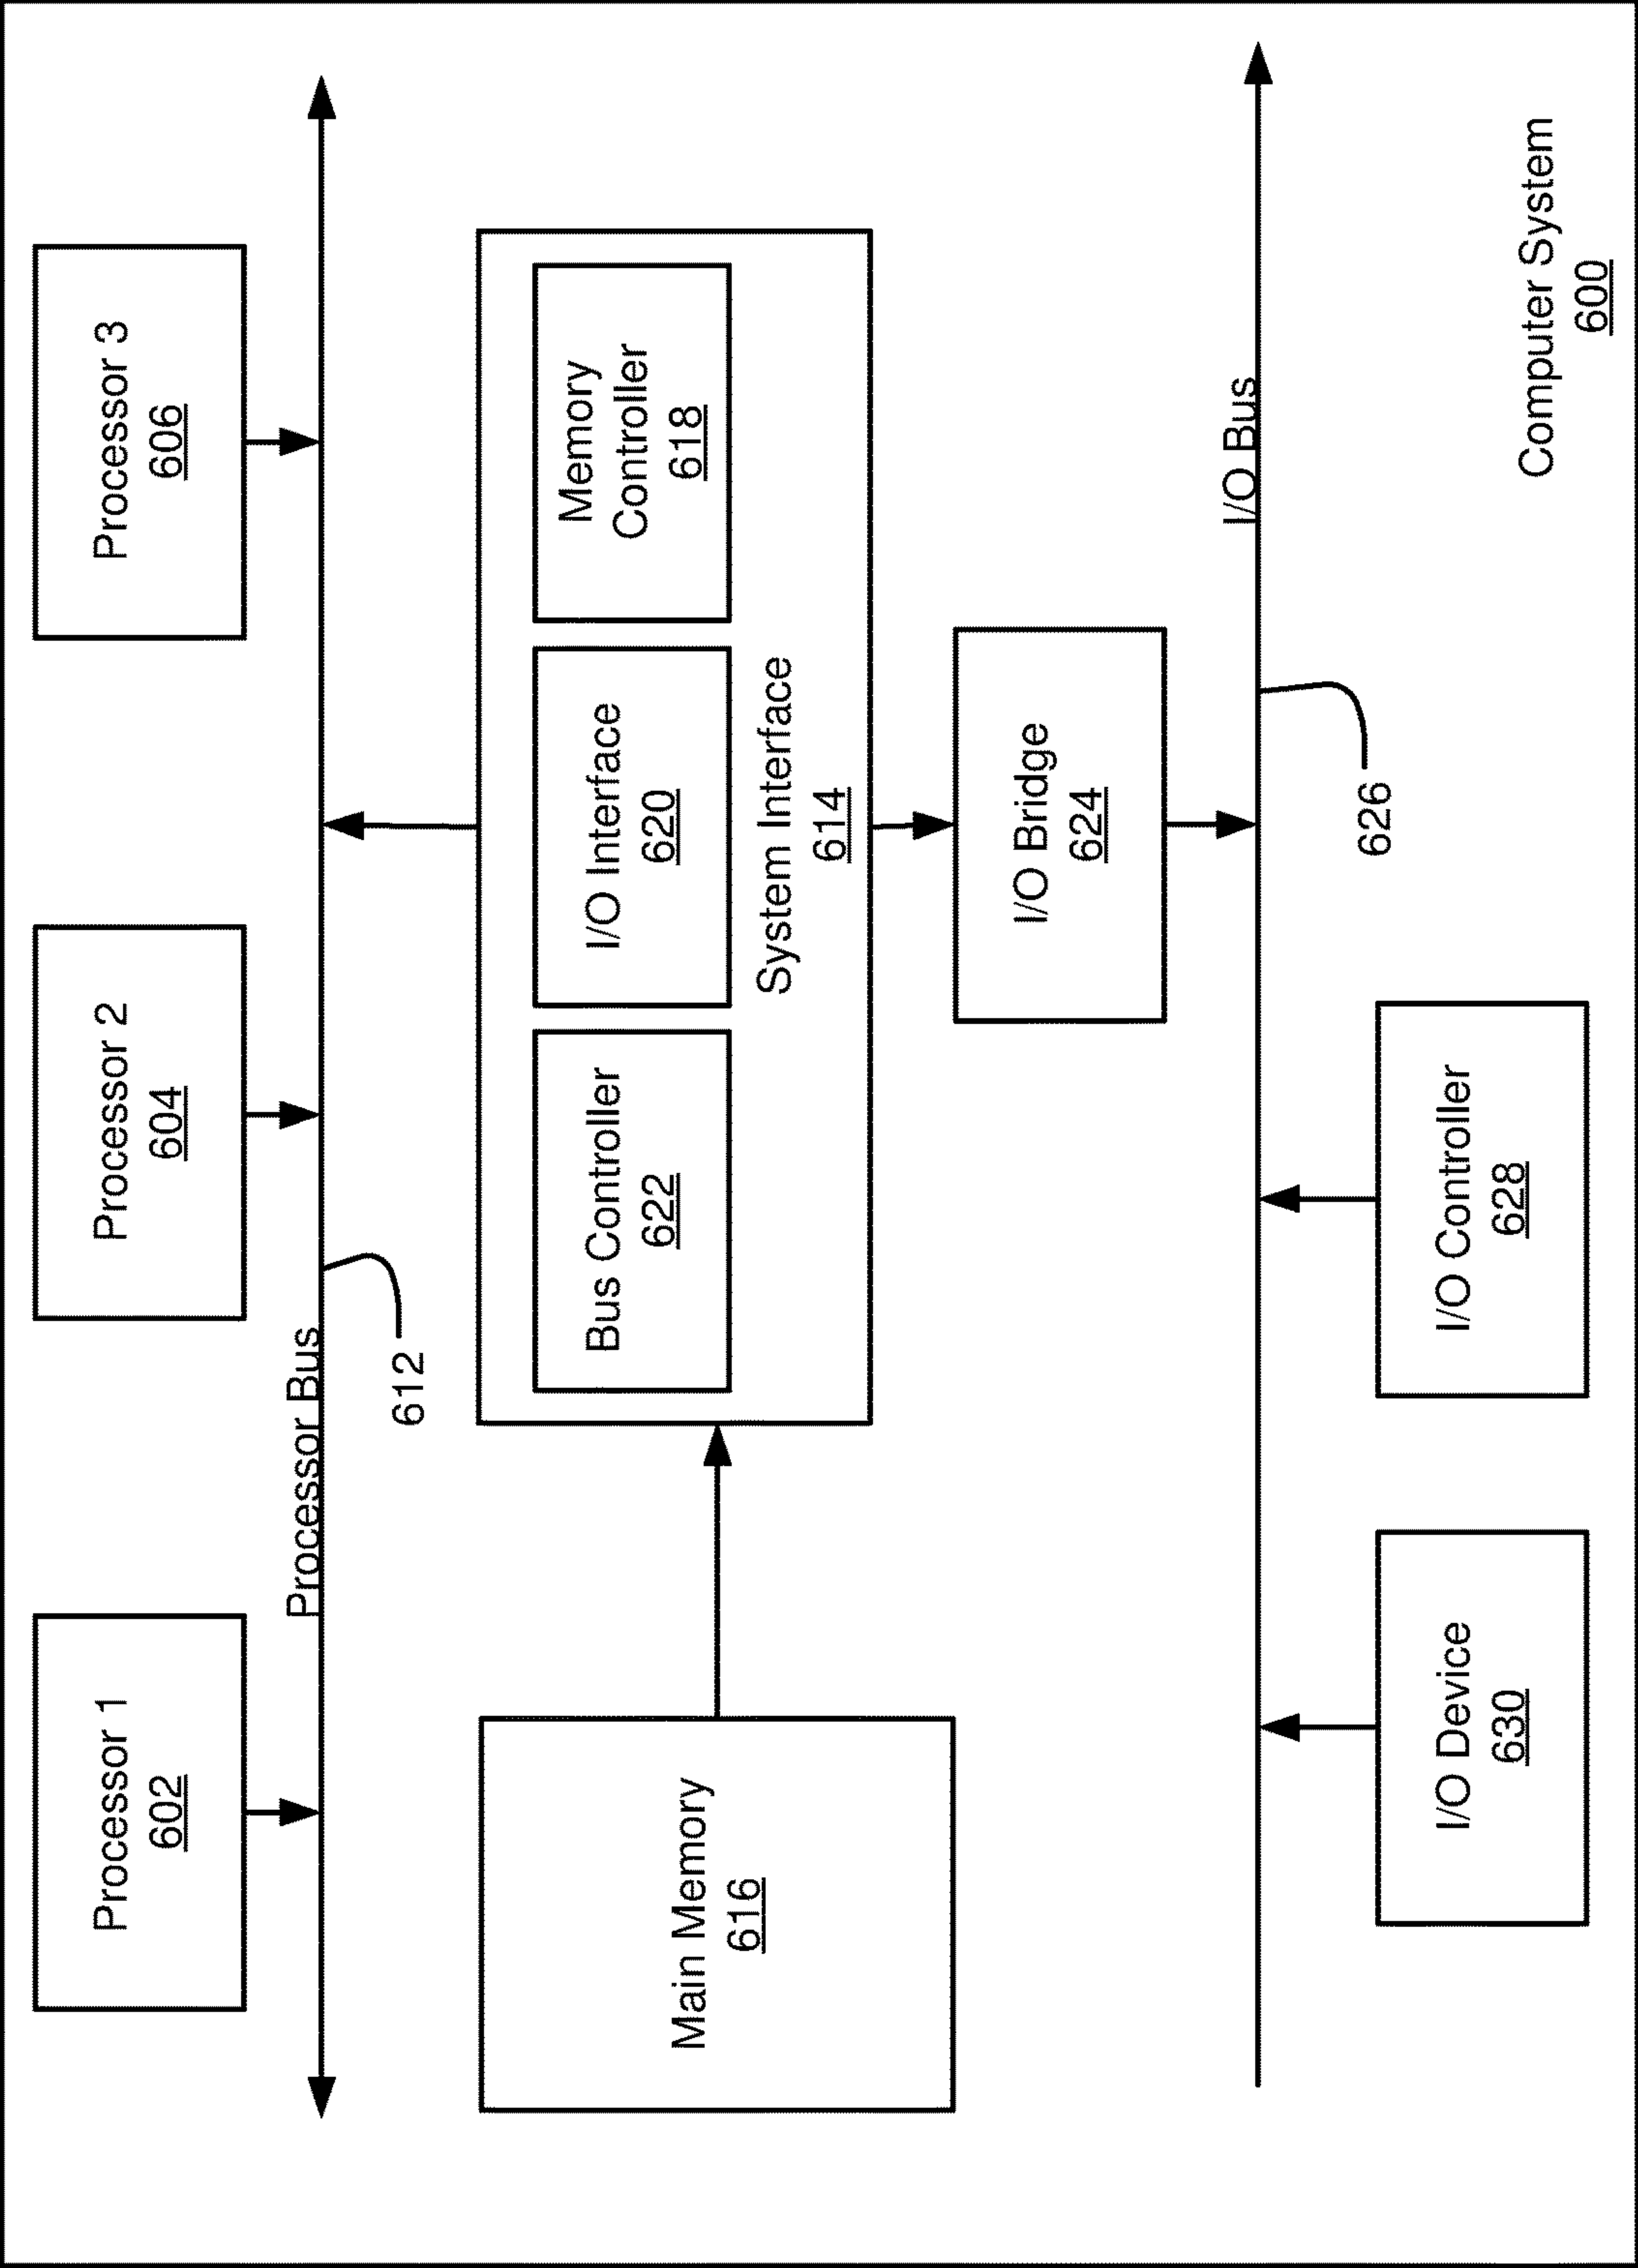 Processor 1
602
Processor 2
604
Processor 3
606
Processor Bus
612
Main Memory
616
Bus Controller
622
I/O Interface
620
Memory
Controller
618
System Interface
614
I/O Bridge
624
I/O Bus
626
I/O Device
630
I/O Controller
628
Computer System
600